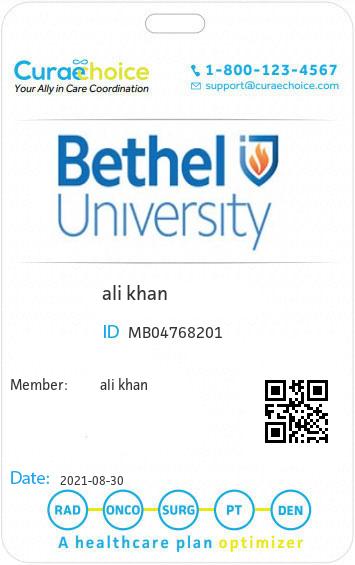 Curaechoice
Your Ally in Care Coordination
1-800-123-4567
support@curaechoice.com
Bethel
University
ali khan
ID MB04768201
Member: ali khan
Date: 2021-08-30
RAD ONCO SURG PT DEN
A healthcare plan optimizer